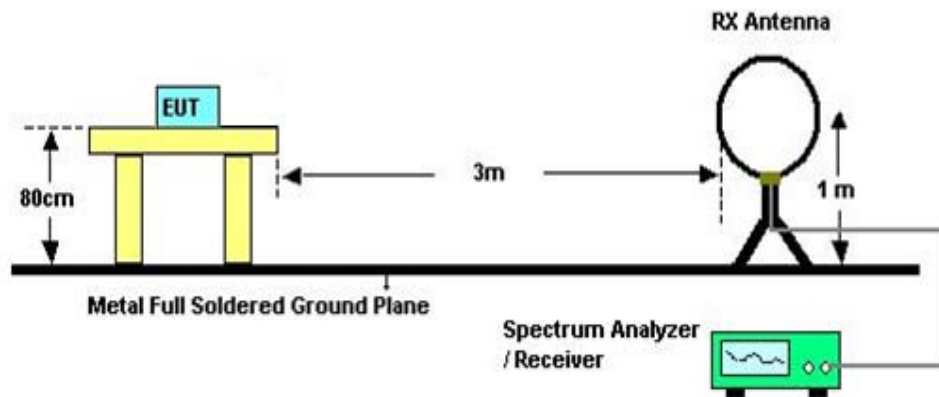 RX Antenna
EUT
80cm
3m
1 m
Metal Full Soldered Ground Plane
Spectrum Analyzer
/ Receiver